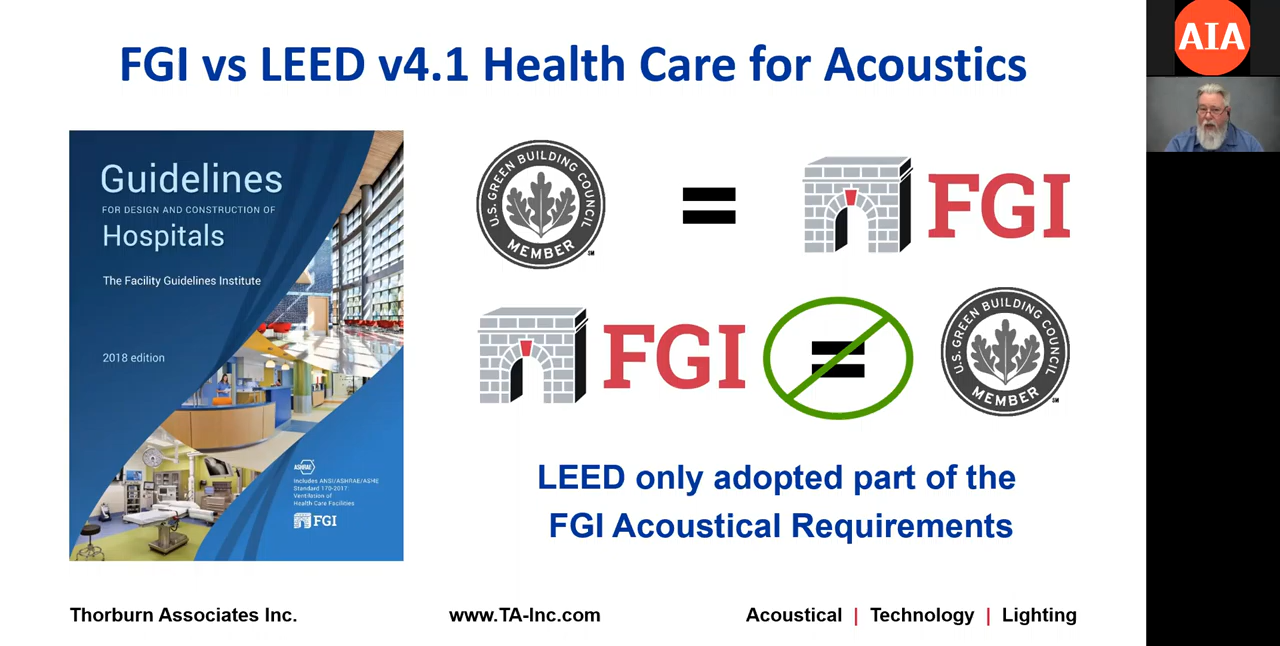 FGI vs LEED v4.1 Health Care for Acoustics
AIA
Guidelines
FOR DESIGN AND CONSTRUCTION OF
Hospitals
The Facility Guidelines Institute
2018 edition
ASHRAE
Includes ANSI/ASHRAE/ASHE
Standard 170-2017:
Ventilation of
Health Care Facilities
FGI
U.S. GREEN BUILDING COUNCIL
MEMBER
SM
=
FGI
FGI
=
U.S. GREEN BUILDING COUNCIL
MEMBER
SM
LEED only adopted part of the
FGI Acoustical Requirements
Thorburn Associates Inc.
www.TA-Inc.com
Acoustical | Technology | Lighting